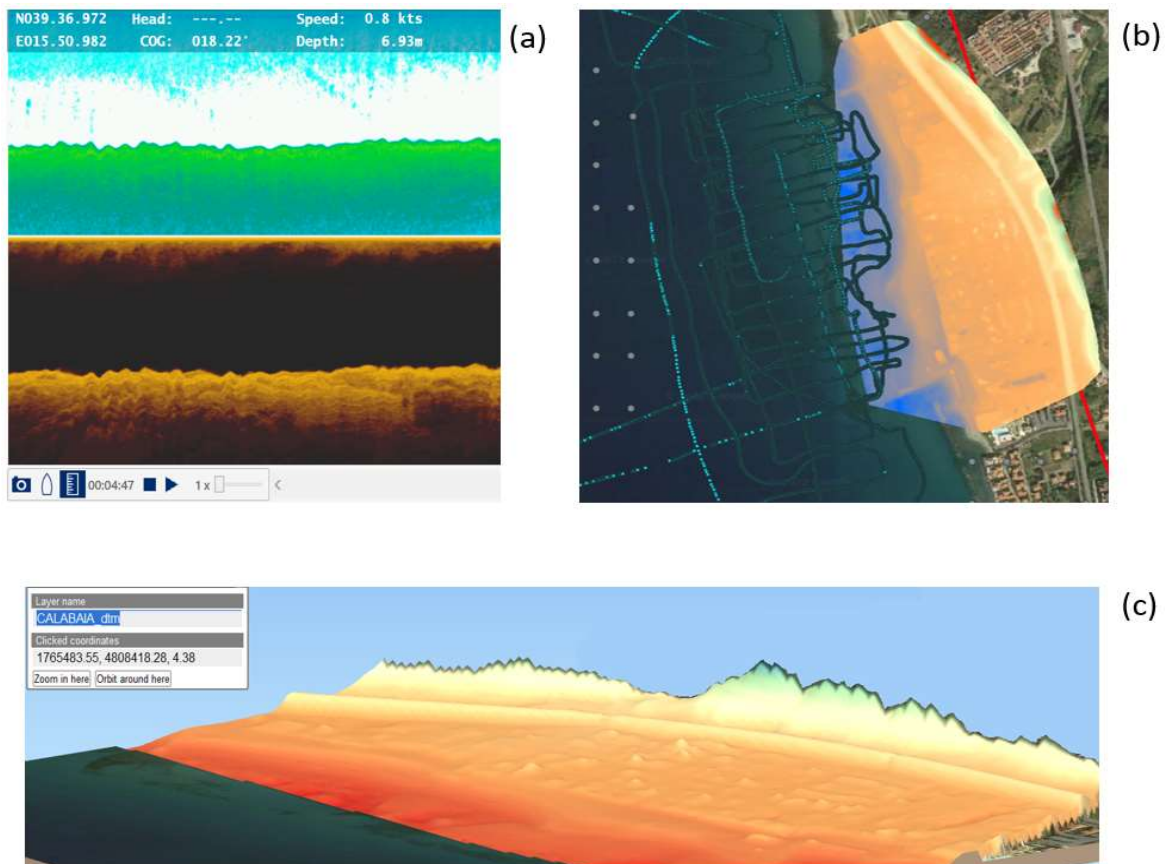 N039.36.972 Head: ---.-- Speed: 0.8 kts
E015.50.982 COG: 018.22° Depth: 6.93m
(a)
00:04:47 1 x
(b)
(c)
Layer name
CALABAIA_dtm
Clicked coordinates
1765483.55, 4808418.28, 4.38
Zoom in here Orbit around here